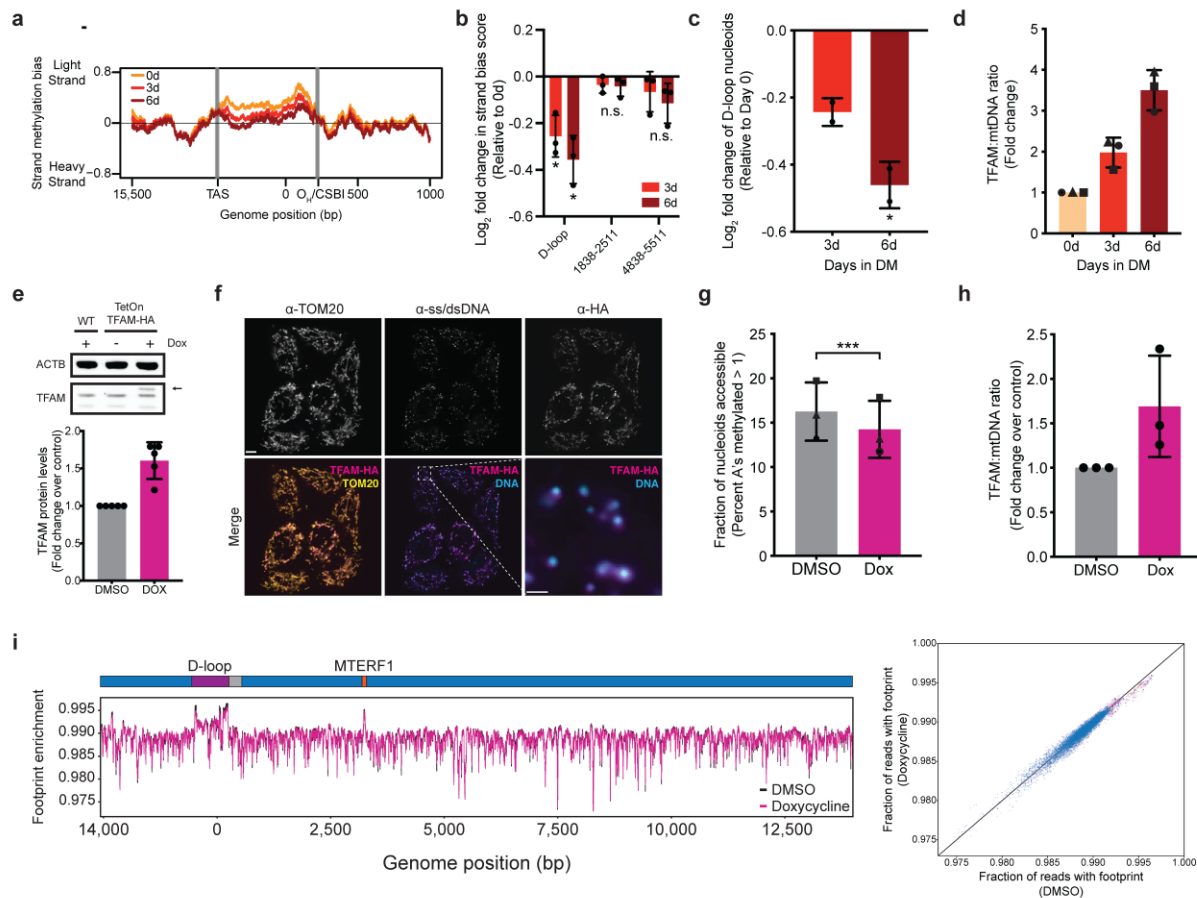 a
-
Strand methylation bias
Light
Strand
Heavy
Strand
0.8
0
−0.8
0d
3d
6d
15,500
TAS
0
OH/CSBI
500
1000
Genome position (bp)
b
Log2 fold change in strand bias score
(Relative to 0d)
0.2
0.0
-0.2
-0.4
-0.6
*
*
n.s.
n.s.
3d
6d
D-loop
1838-2511
4838-5511
c
Log2 fold change of D-loop nucleoids
(Relative to Day 0)
0.0
-0.2
-0.4
-0.6
*
3d
6d
Days in DM
d
TFAM:mtDNA ratio
(Fold change)
5
4
3
2
1
0
0d
3d
6d
Days in DM
e
WT
TetOn
TFAM-HA
+ - + Dox
ACTB
TFAM
←
TFAM protein levels
(Fold change over control)
2.0
1.5
1.0
0.5
0.0
DMSO
DOX
f
α-TOM20
α-ss/dsDNA
α-HA
Merge
TFAM-HA
TOM20
TFAM-HA
DNA
TFAM-HA
DNA
g
Fraction of nucleoids accessible
(Percent A's methylated > 1)
25
20
15
10
5
0
***
DMSO
Dox
h
TFAM:mtDNA ratio
(Fold change over control)
2.5
2.0
1.5
1.0
0.5
0.0
DMSO
Dox
i
D-loop
MTERF1
Footprint enrichment
0.995
0.990
0.985
0.980
0.975
DMSO
Doxycycline
14,000
0
2,500
5,000
7,500
10,000
12,500
Genome position (bp)
Fraction of reads with footprint
(Doxycycline)
1.000
0.995
0.990
0.985
0.980
0.975
0.975
0.980
0.985
0.990
0.995
1.000
Fraction of reads with footprint
(DMSO)